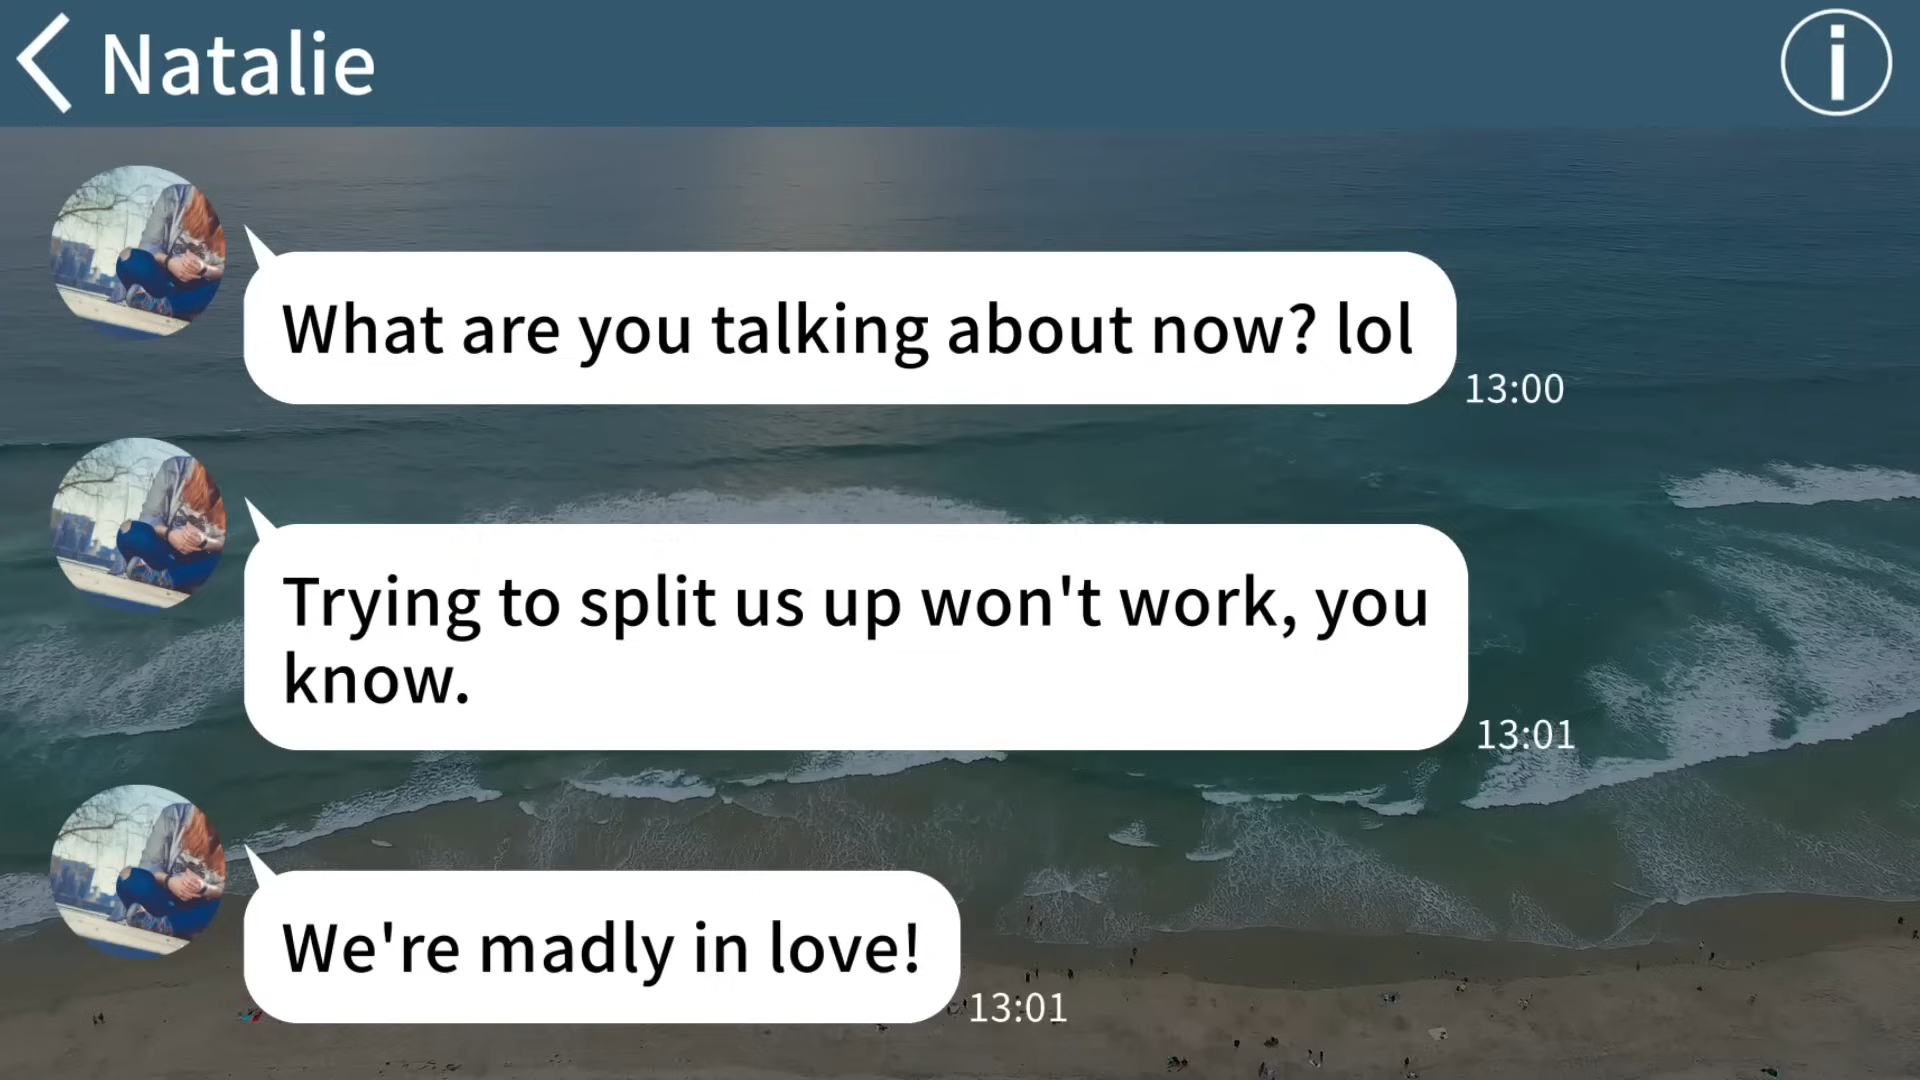 Natalie
What are you talking about now? lol
13:00
Trying to split us up won't work, you
know.
13:01
We're madly in love!
13:01